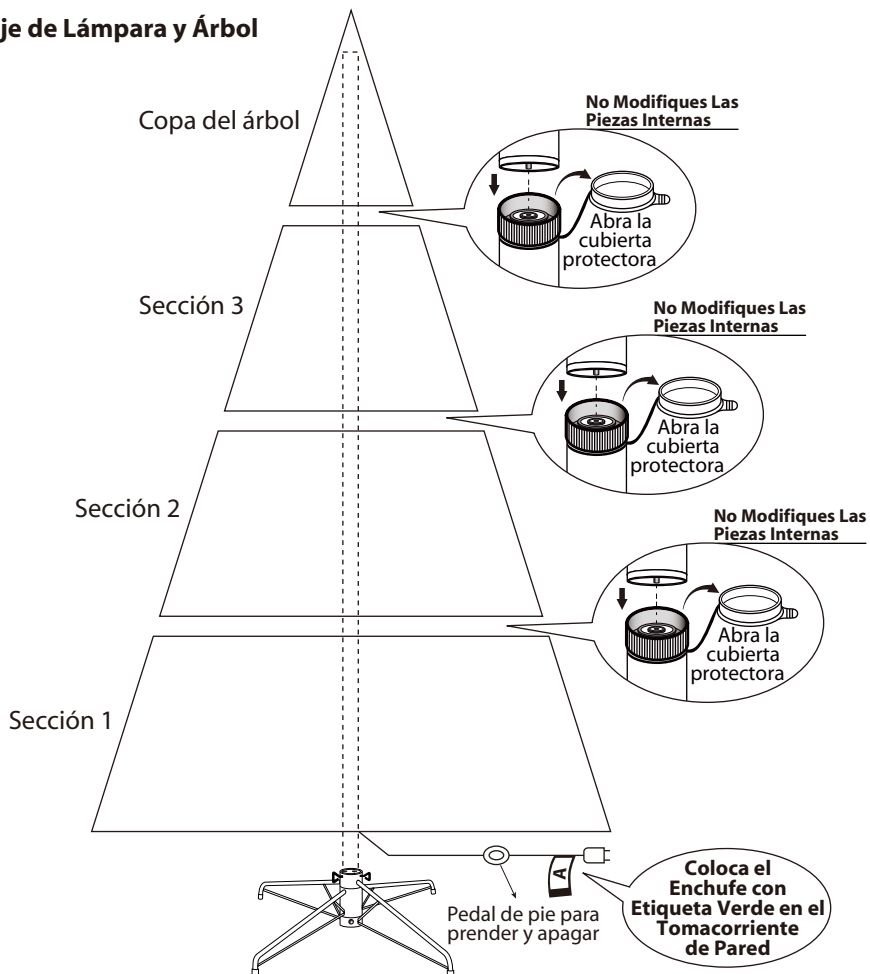 je de Lámpara y Árbol
Copa del árbol
No Modifiques Las
Piezas Internas
Abra la
cubierta
protectora
Sección 3
No Modifiques Las
Piezas Internas
Abra la
cubierta
protectora
Sección 2
No Modifiques Las
Piezas Internas
Abra la
cubierta
protectora
Sección 1
A
Pedal de pie para
prender y apagar
Coloca el
Enchufe con
Etiqueta Verde en el
Tomacorriente
de Pared